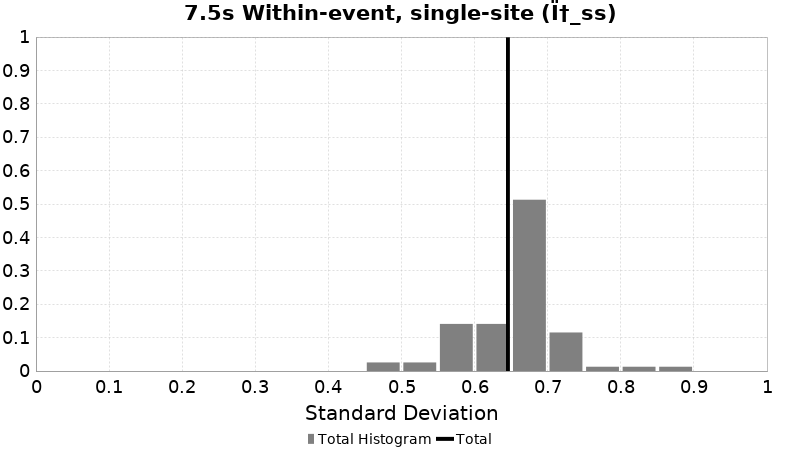 7.5s Within-event, single-site (Ï†_ss)
1
0.9
0.8
0.7
0.6
0.5
0.4
0.3
0.2
0.1
0
0 0.1 0.2 0.3 0.4 0.5 0.6 0.7 0.8 0.9 1
Standard Deviation
Total Histogram Total